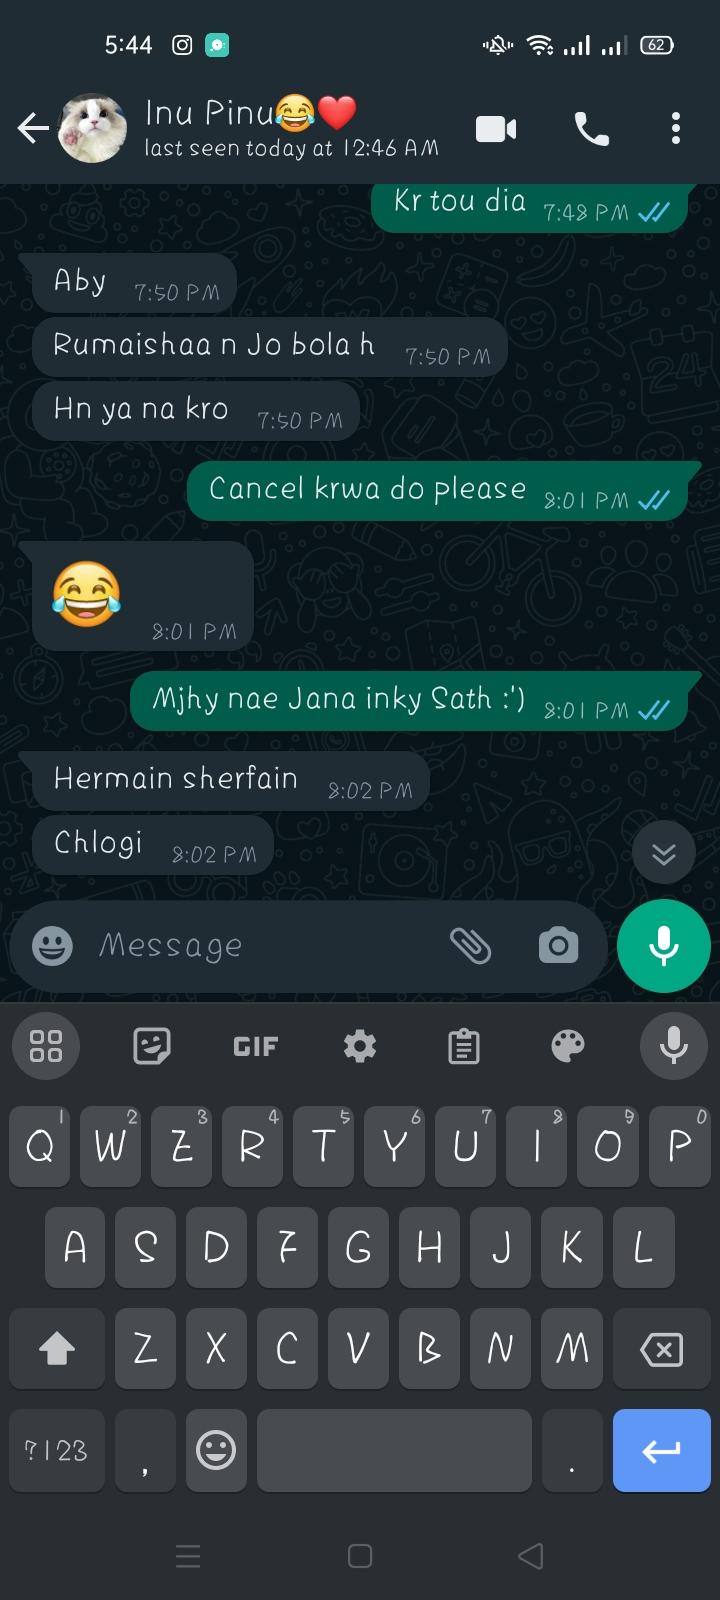 5:44
62
Inu Pinu😂❤️
last seen today at 12:46 AM
Kr tou dia 7:48 PM
Aby 7:50 PM
Rumaishaa n Jo bola h 7:50 PM
Hn ya na kro 7:50 PM
Cancel krwa do please 8:01 PM
😂 8:01 PM
Mjhy nae Jana inky Sath :') 8:01 PM
Hermain sherfain 8:02 PM
Chlogi 8:02 PM
Message
GIF
1 2 3 4 5 6 7 8 9 0
Q W E R T Y U I O P
A S D F G H J K L
Z X C V B N M
?123 , .